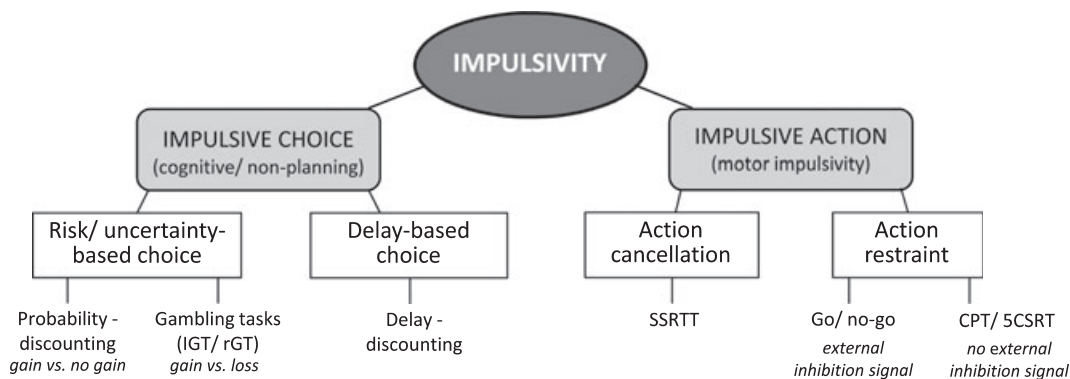 IMPULSIVITY
IMPULSIVE CHOICE
(cognitive/ non-planning)
IMPULSIVE ACTION
(motor impulsivity)
Risk/ uncertainty-
based choice
Delay-based
choice
Action
cancellation
Action
restraint
Probability -
discounting
gain vs. no gain
Gambling tasks
(IGT/ rGT)
gain vs. loss
Delay -
discounting
SSRTT
Go/ no-go
external
inhibition signal
CPT/ 5CSRT
no external
inhibition signal